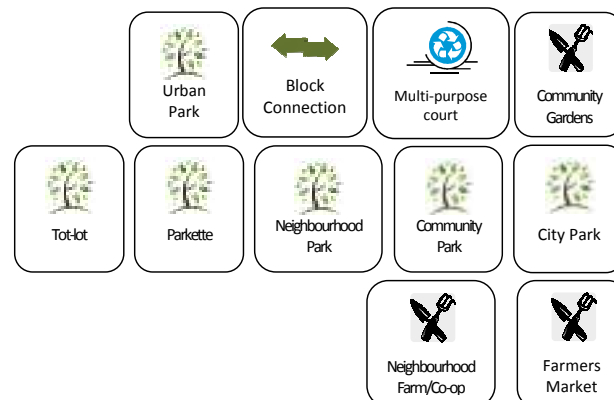 Urban
Park
Block
Connection
Multi-purpose
court
Community
Gardens
Tot-lot
Parkette
Neighbourhood
Park
Community
Park
City Park
Neighbourhood
Farm/Co-op
Farmers
Market